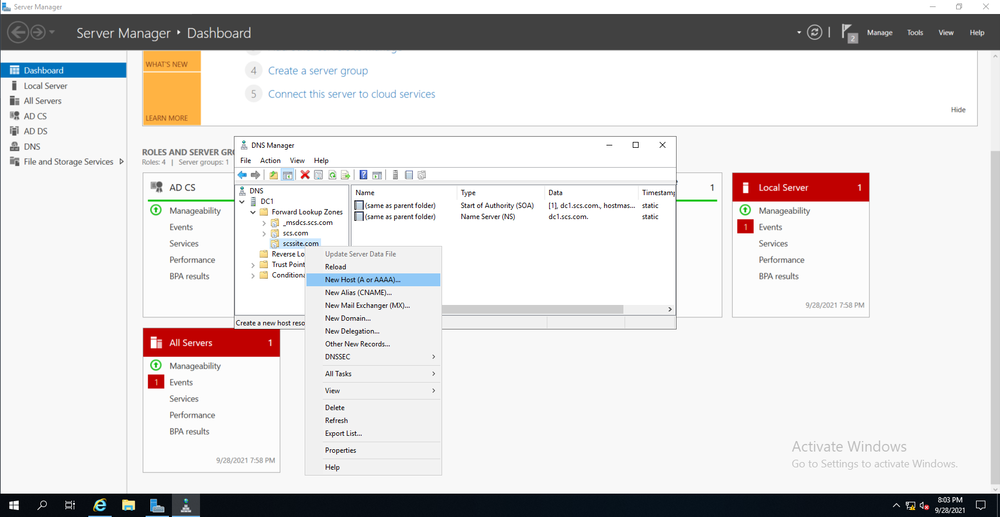 Server Manager
Server Manager ‣ Dashboard
2
Manage
Tools
View
Help
Dashboard
Local Server
All Servers
AD CS
AD DS
DNS
File and Storage Services
WHAT'S NEW
LEARN MORE
4 Create a server group
5 Connect this server to cloud services
Hide
ROLES AND SERVER GRO
Roles: 4 | Server groups: 1
AD CS
Manageability
Events
Services
Performance
BPA results
1
Local Server 1
Manageability
1 Events
Services
Performance
BPA results
9/28/2021 7:58 PM
All Servers 1
Manageability
1 Events
Services
Performance
BPA results
9/28/2021 7:58 PM
DNS Manager
File Action View Help
DNS
DC1
Forward Lookup Zones
_msdcs.scs.com
scs.com
scssite.com
Reverse Lo
Trust Point
Conditiona
Name Type Data Timestamp
(same as parent folder) Start of Authority (SOA) [1], dc1.scs.com., hostmas... static
(same as parent folder) Name Server (NS) dc1.scs.com. static
Create a new host reso
Update Server Data File
Reload
New Host (A or AAAA)...
New Alias (CNAME)...
New Mail Exchanger (MX)...
New Domain...
New Delegation...
Other New Records...
DNSSEC
All Tasks
View
Delete
Refresh
Export List...
Properties
Help
Activate Windows
Go to Settings to activate Windows.
8:03 PM
9/28/2021